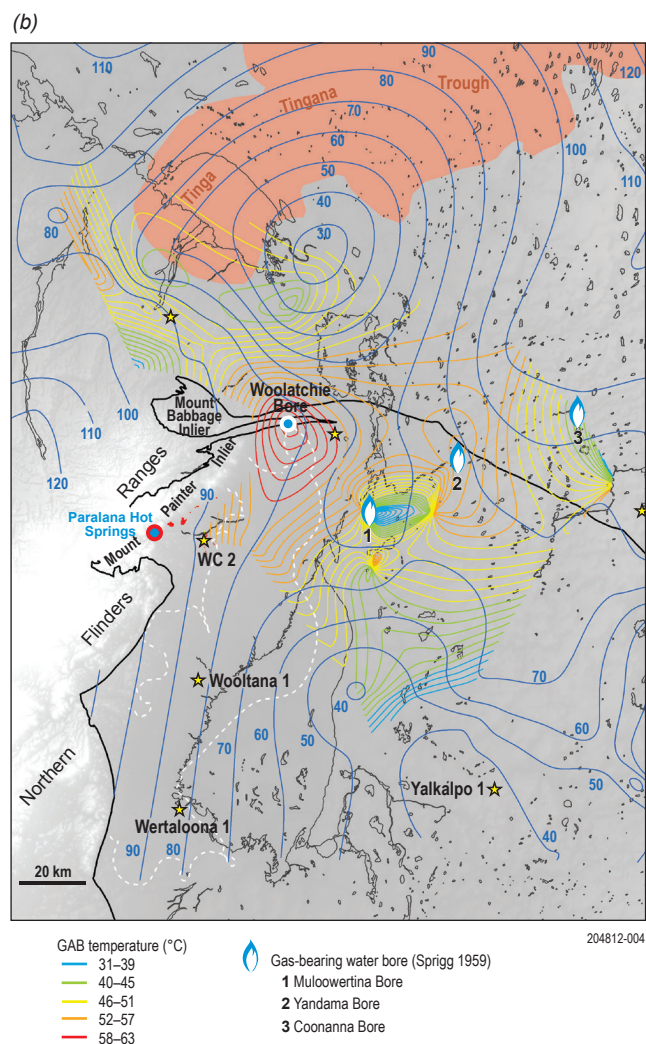 (b)
110
90
80
70
60
50
40
30
120
100
110
Tingana
Trough
Tinga
80
100
110
120
Woolatchie
Bore
Mount
Babbage
Inlier
Ranges
Inlier
Painter
Mount
90
Paralana Hot
Springs
WC 2
1
2
3
Flinders
Northern
Wooltana 1
40
70
70
60
50
60
50
Yalkalpo 1
40
Wertaloona 1
90
80
20 km
204812-004
GAB temperature (°C)
31–39
40–45
46–51
52–57
58–63
Gas-bearing water bore (Sprigg 1959)
1 Muloowertina Bore
2 Yandama Bore
3 Coonanna Bore